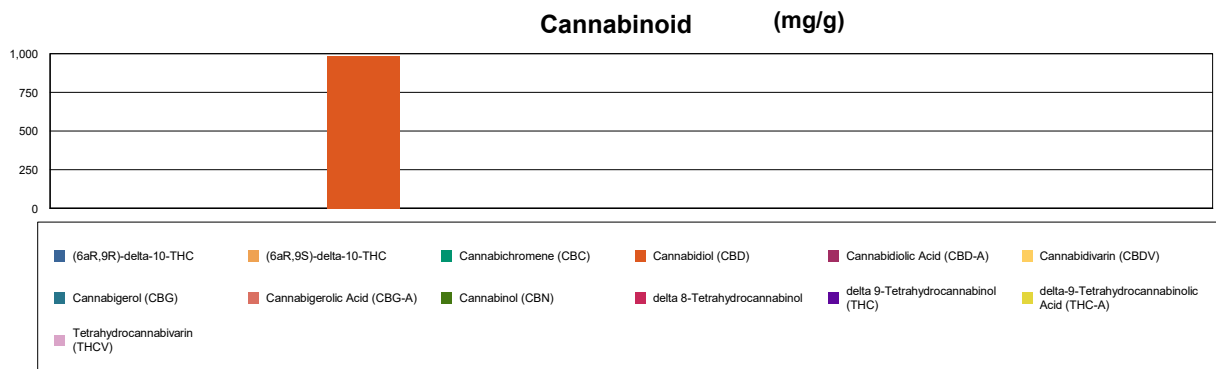 Cannabinoid (mg/g)
1,000
750
500
250
0
(6aR,9R)-delta-10-THC
(6aR,9S)-delta-10-THC
Cannabichromene (CBC)
Cannabidiol (CBD)
Cannabidiolic Acid (CBD-A)
Cannabidivarin (CBDV)
Cannabigerol (CBG)
Cannabigerolic Acid (CBG-A)
Cannabinol (CBN)
delta 8-Tetrahydrocannabinol
delta 9-Tetrahydrocannabinol
(THC)
delta-9-Tetrahydrocannabinolic
Acid (THC-A)
Tetrahydrocannabivarin
(THCV)